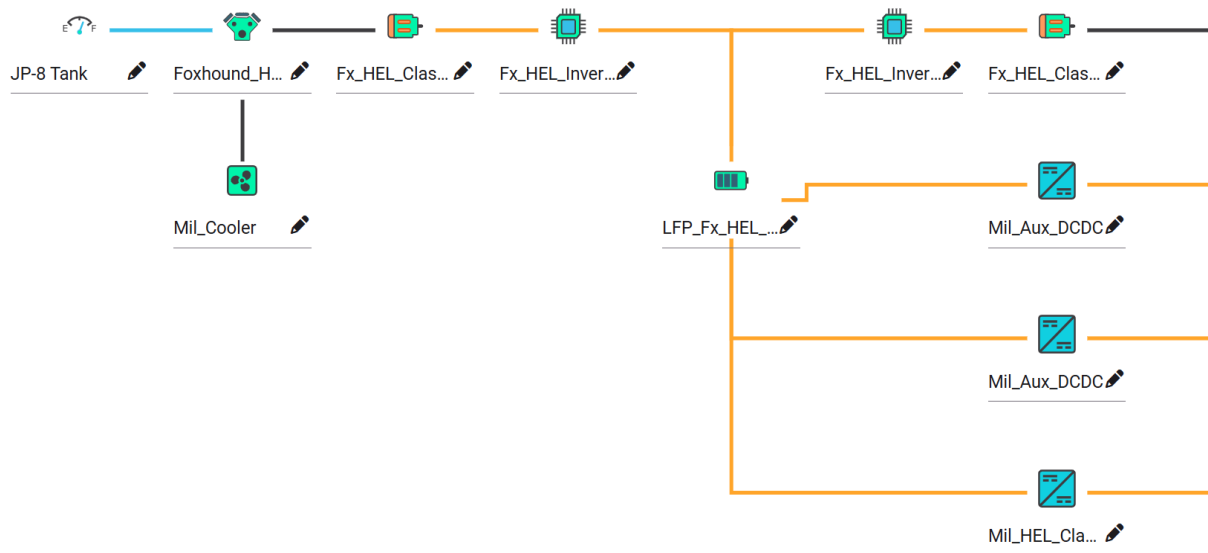 E F
JP-8 Tank
Foxhound_H...
Fx_HEL_Clas...
Fx_HEL_Inver...
Fx_HEL_Inver...
Fx_HEL_Clas...
Mil_Cooler
LFP_Fx_HEL_...
Mil_Aux_DCDC
Mil_Aux_DCDC
Mil_HEL_Cla...